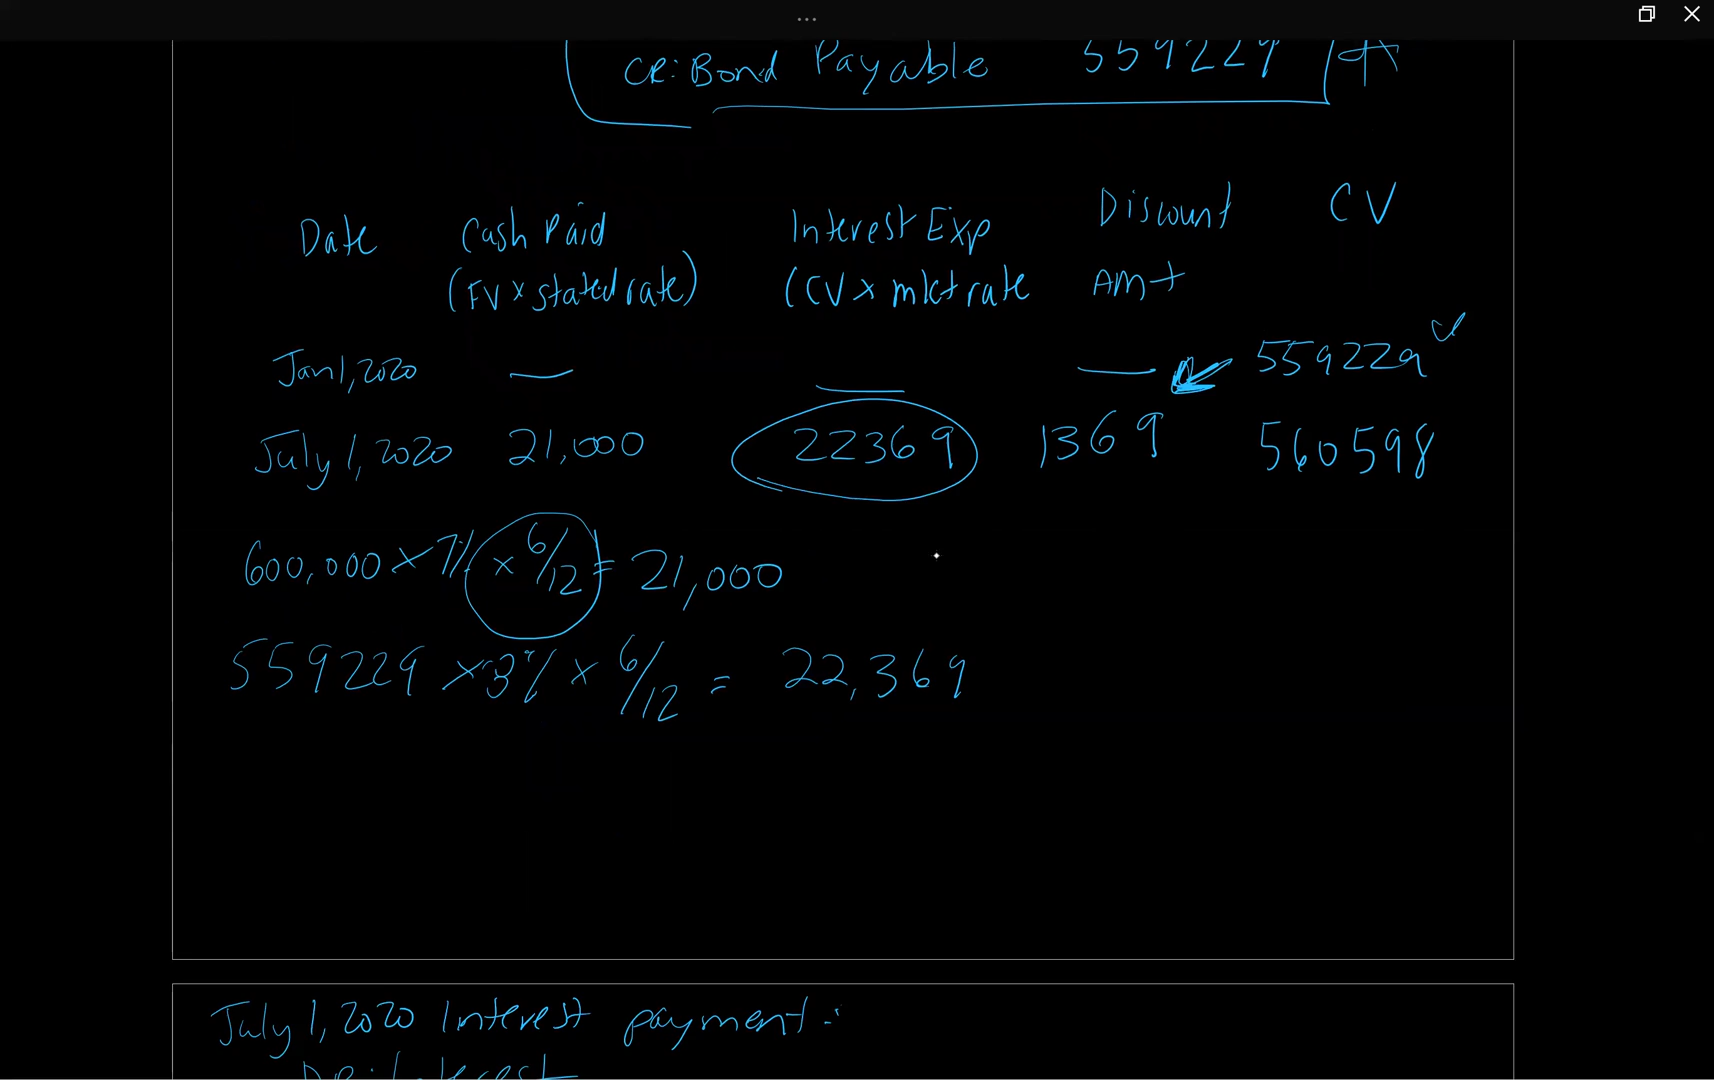 CR: Bond Payable 559229
Date Cash Paid Interest Exp Discount CV
(FV x stated rate) (CV x mkt rate AMT
Jan 1, 2020 — — — 559229
July 1, 2020 21,000 22369 1369 560598
600,000 x 7% x 6/12 = 21,000
559229 x 8% x 6/12 = 22,369
July 1, 2020 Interest payment :
DR: Interest